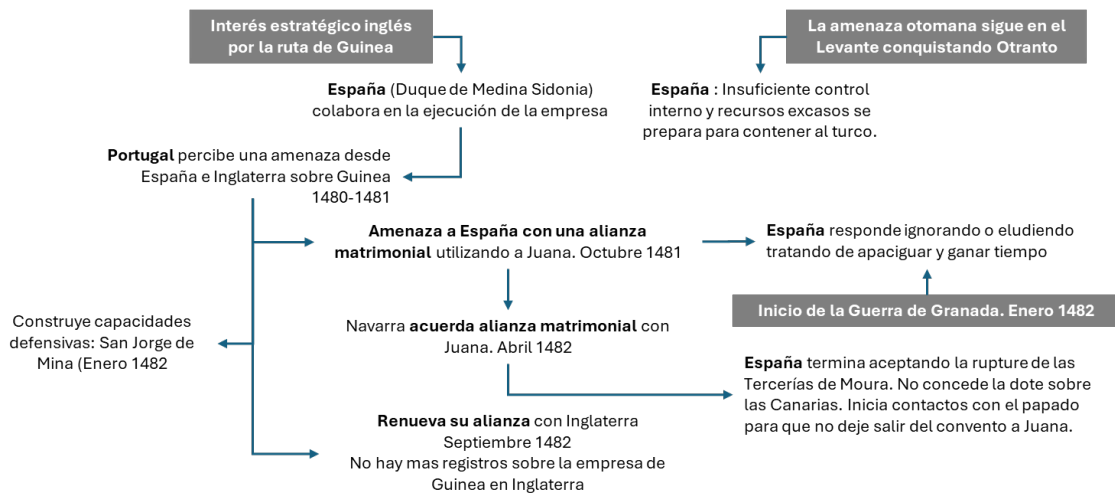 Interés estratégico inglés
por la ruta de Guinea
La amenaza otomana sigue en el
Levante conquistando Otranto
España (Duque de Medina Sidonia)
colabora en la ejecución de la empresa
España : Insuficiente control
interno y recursos excasos se
prepara para contener al turco.
Portugal percibe una amenaza desde
España e Inglaterra sobre Guinea
1480-1481
Amenaza a España con una alianza
matrimonial utilizando a Juana. Octubre 1481
España responde ignorando o eludiendo
tratando de apaciguar y ganar tiempo
Inicio de la Guerra de Granada. Enero 1482
Construye capacidades
defensivas: San Jorge de
Mina (Enero 1482
Navarra acuerda alianza matrimonial con
Juana. Abril 1482
España termina aceptando la rupture de las
Tercerías de Moura. No concede la dote sobre
las Canarias. Inicia contactos con el papado
para que no deje salir del convento a Juana.
Renueva su alianza con Inglaterra
Septiembre 1482
No hay mas registros sobre la empresa de
Guinea en Inglaterra